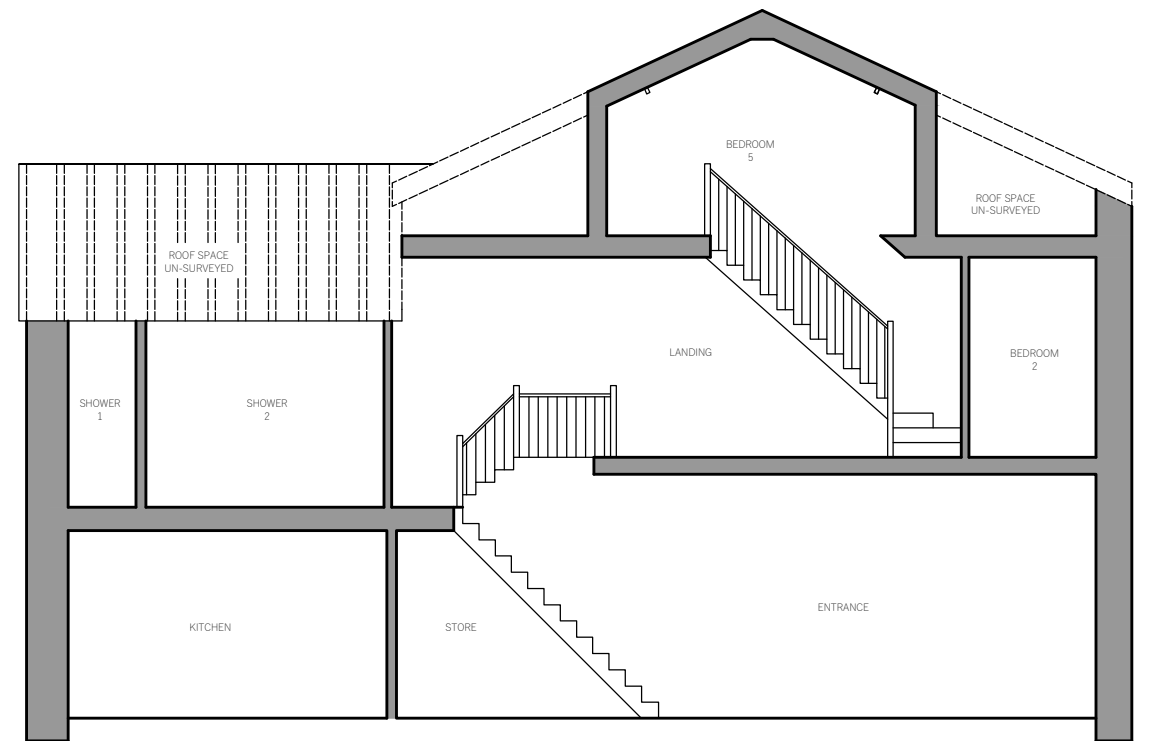 BEDROOM
5
ROOF SPACE
UN-SURVEYED
ROOF SPACE
UN-SURVEYED
LANDING
BEDROOM
2
SHOWER
1
SHOWER
2
ENTRANCE
KITCHEN
STORE